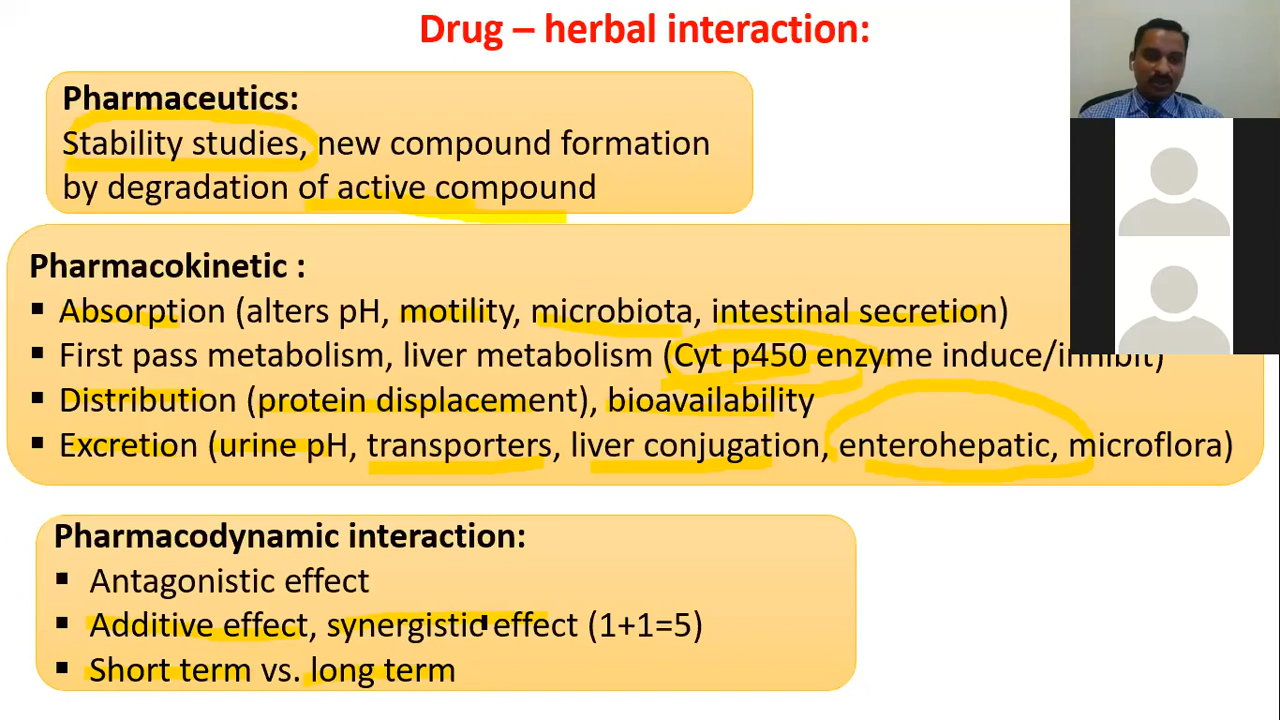 Drug – herbal interaction:
Pharmaceutics:
Stability studies, new compound formation
by degradation of active compound
Pharmacokinetic :
▪ Absorption (alters pH, motility, microbiota, intestinal secretion)
▪ First pass metabolism, liver metabolism (Cyt p450 enzyme induce/inhibit)
▪ Distribution (protein displacement), bioavailability
▪ Excretion (urine pH, transporters, liver conjugation, enterohepatic, microflora)
Pharmacodynamic interaction:
▪ Antagonistic effect
▪ Additive effect, synergistic effect (1+1=5)
▪ Short term vs. long term